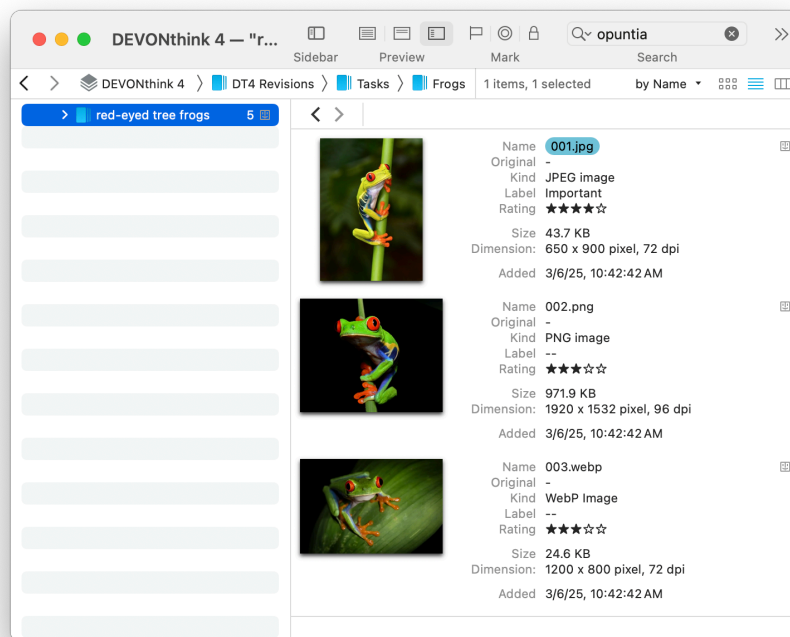 DEVONthink 4 — "r...
opuntia
Sidebar
Preview
Mark
Search
DEVONthink 4
DT4 Revisions
Tasks
Frogs
1 items, 1 selected
by Name
red-eyed tree frogs 5
Name 001.jpg
Original -
Kind JPEG image
Label Important
Rating ★★★★☆
Size 43.7 KB
Dimension: 650 x 900 pixel, 72 dpi
Added 3/6/25, 10:42:42 AM
Name 002.png
Original -
Kind PNG image
Label --
Rating ★★★☆☆
Size 971.9 KB
Dimension: 1920 x 1532 pixel, 96 dpi
Added 3/6/25, 10:42:42 AM
Name 003.webp
Original -
Kind WebP Image
Label --
Rating ★★★☆☆
Size 24.6 KB
Dimension: 1200 x 800 pixel, 72 dpi
Added 3/6/25, 10:42:42 AM